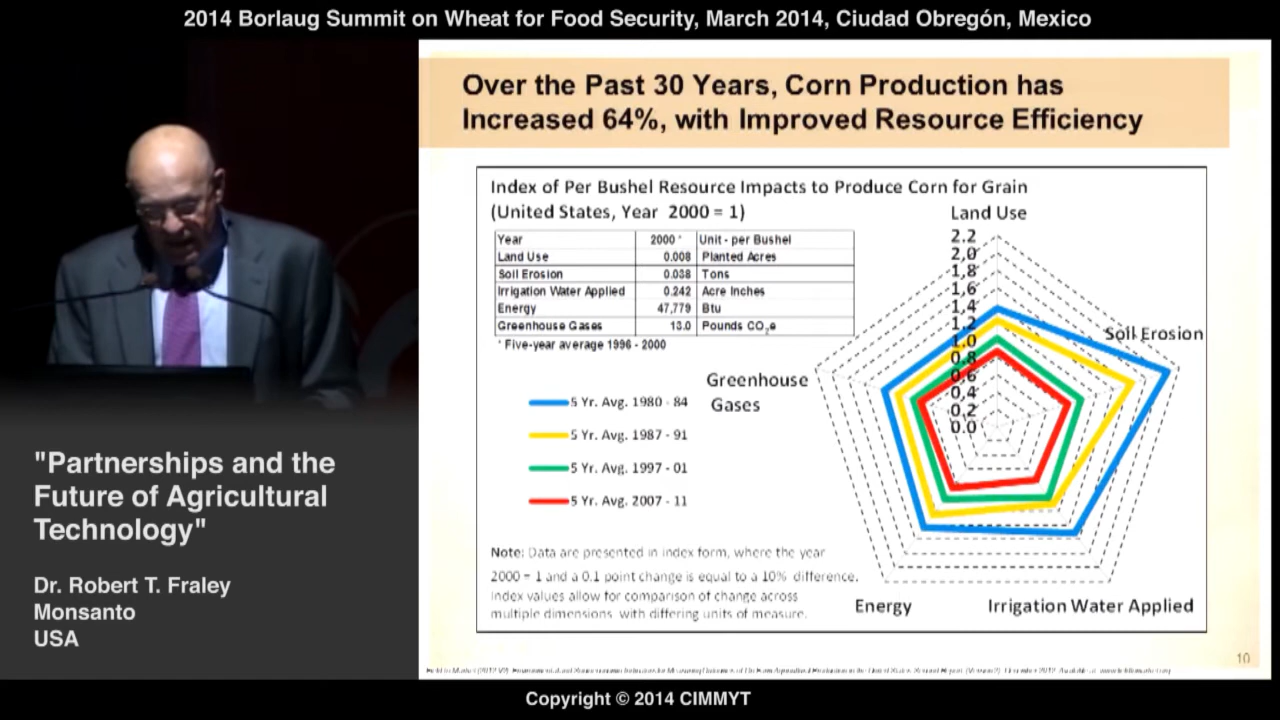 2014 Borlaug Summit on Wheat for Food Security, March 2014, Ciudad Obregón, Mexico
Over the Past 30 Years, Corn Production has
Increased 64%, with Improved Resource Efficiency
Index of Per Bushel Resource Impacts to Produce Corn for Grain
(United States, Year 2000 = 1)
Year 2000 * Unit - per Bushel
Land Use 0.008 Planted Acres
Soil Erosion 0.038 Tons
Irrigation Water Applied 0.242 Acre Inches
Energy 47,779 Btu
Greenhouse Gases 13.0 Pounds CO₂e
* Five-year average 1996 - 2000
Land Use
2.2
2,0
1,8
1,6
1.4
1.2
1.0
0.8
0.6
0.4
0.2
0.0
Soil Erosion
Greenhouse
Gases
5 Yr. Avg. 1980 - 84
5 Yr. Avg. 1987 - 91
5 Yr. Avg. 1997 - 01
5 Yr. Avg. 2007 - 11
Note: Data are presented in index form, where the year
2000 = 1 and a 0.1 point change is equal to a 10% difference.
Index values allow for comparison of change across
multiple dimensions with differing units of measure.
Energy
Irrigation Water Applied
10
"Partnerships and the
Future of Agricultural
Technology"
Dr. Robert T. Fraley
Monsanto
USA
Copyright © 2014 CIMMYT